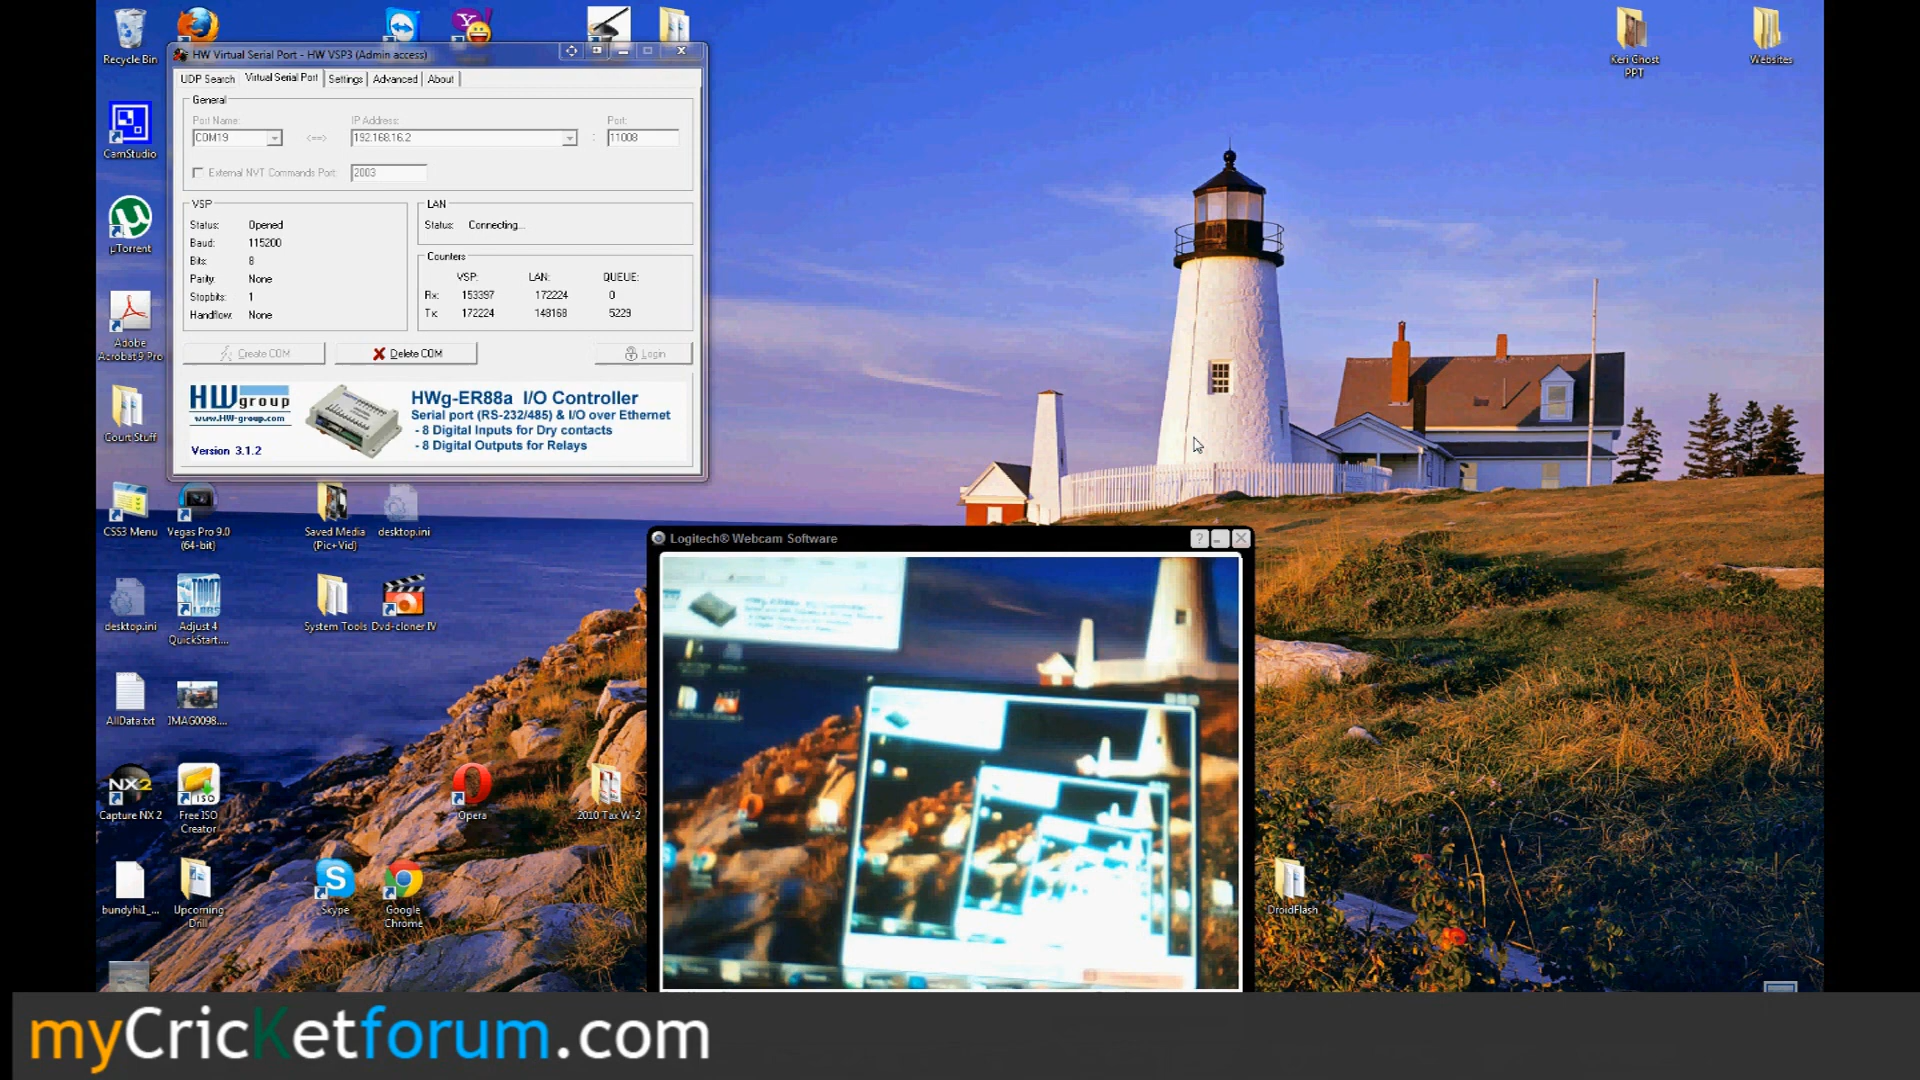 Recycle Bin
HW Virtual Serial Port - HW VSP3 (Admin access)
UDP Search Virtual Serial Port Settings Advanced About
General
Port Name: IP Address: Port:
COM19 <==> 192.168.16.2 : 11008
External NVT Commands Port: 2003
VSP
Status: Opened
Baud: 115200
Bits: 8
Parity: None
Stopbits: 1
Handflow: None
LAN
Status: Connecting...
Counters
VSP: LAN: QUEUE:
Rx: 153397 172224 0
Tx: 172224 148168 5229
Create COM Delete COM Login
HWgroup
www.HW-group.com
Version 3.1.2
HWg-ER88a I/O Controller
Serial port (RS-232/485) & I/O over Ethernet
- 8 Digital Inputs for Dry contacts
- 8 Digital Outputs for Relays
Keri Ghost PPT
Websites
CamStudio
µTorrent
Adobe Acrobat 9 Pro
Court Stuff
CSS3 Menu
Vegas Pro 9.0 (64-bit)
Saved Media (Pic+Vid)
desktop.ini
desktop.ini
Adjust 4 QuickStart....
System Tools
Dvd-cloner IV
AllData.txt
IMAG0098....
NX2
Capture NX 2
ISO
Free ISO Creator
Opera
2010 Tax W-2
bundyhi1_...
Upcoming Drill
Skype
Google Chrome
Logitech® Webcam Software
DroidFlash
myCricKetforum.com